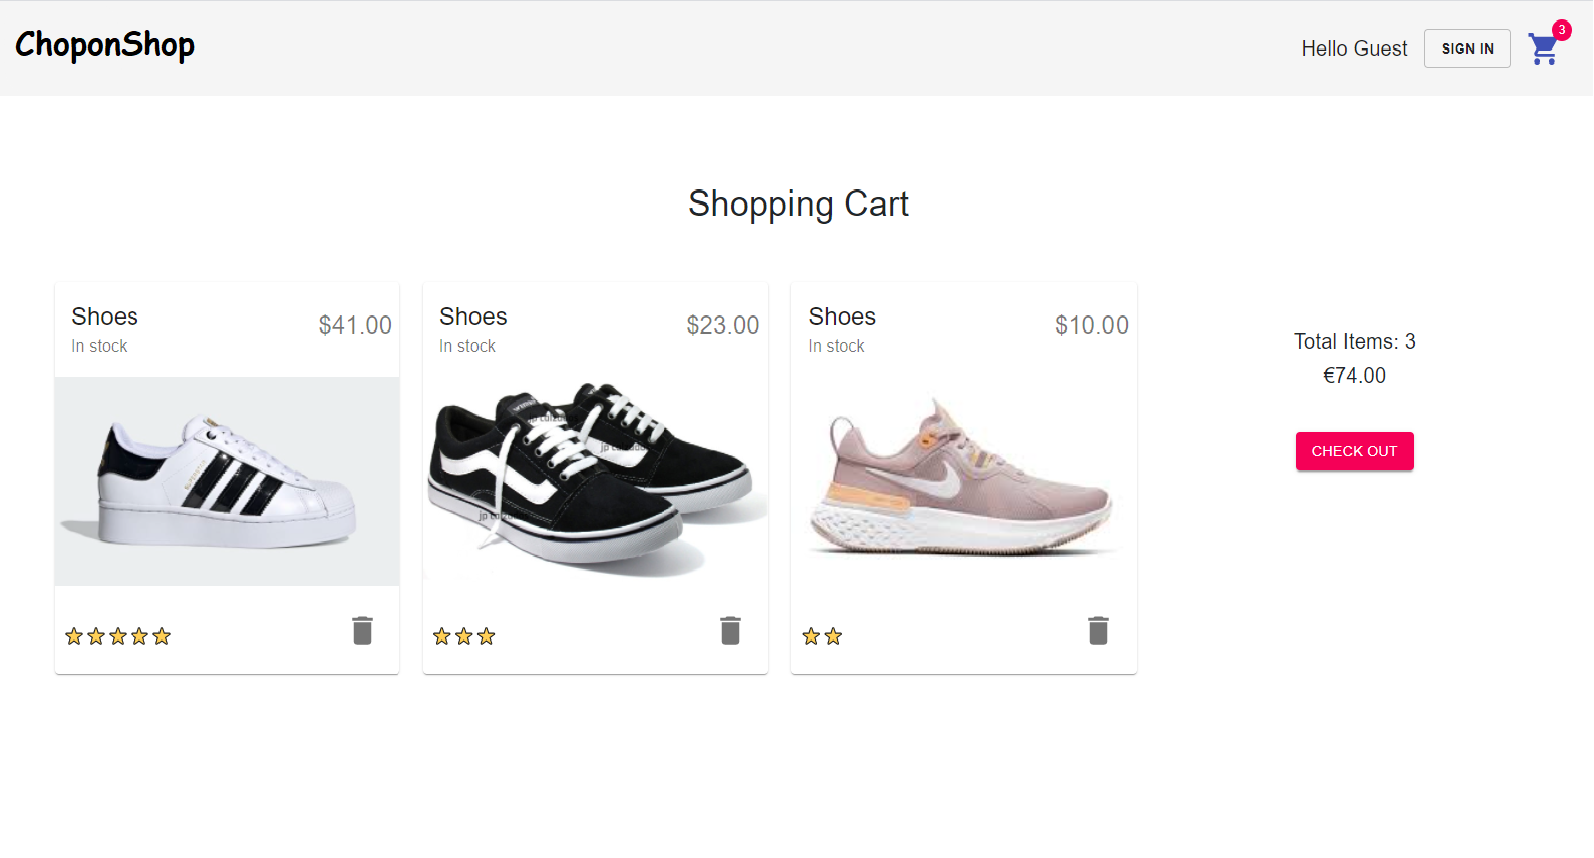 ChoponShop
Hello Guest
SIGN IN
3
Shopping Cart
Shoes
$41.00
In stock
Shoes
$23.00
In stock
Shoes
$10.00
In stock
Total Items: 3
€74.00
CHECK OUT